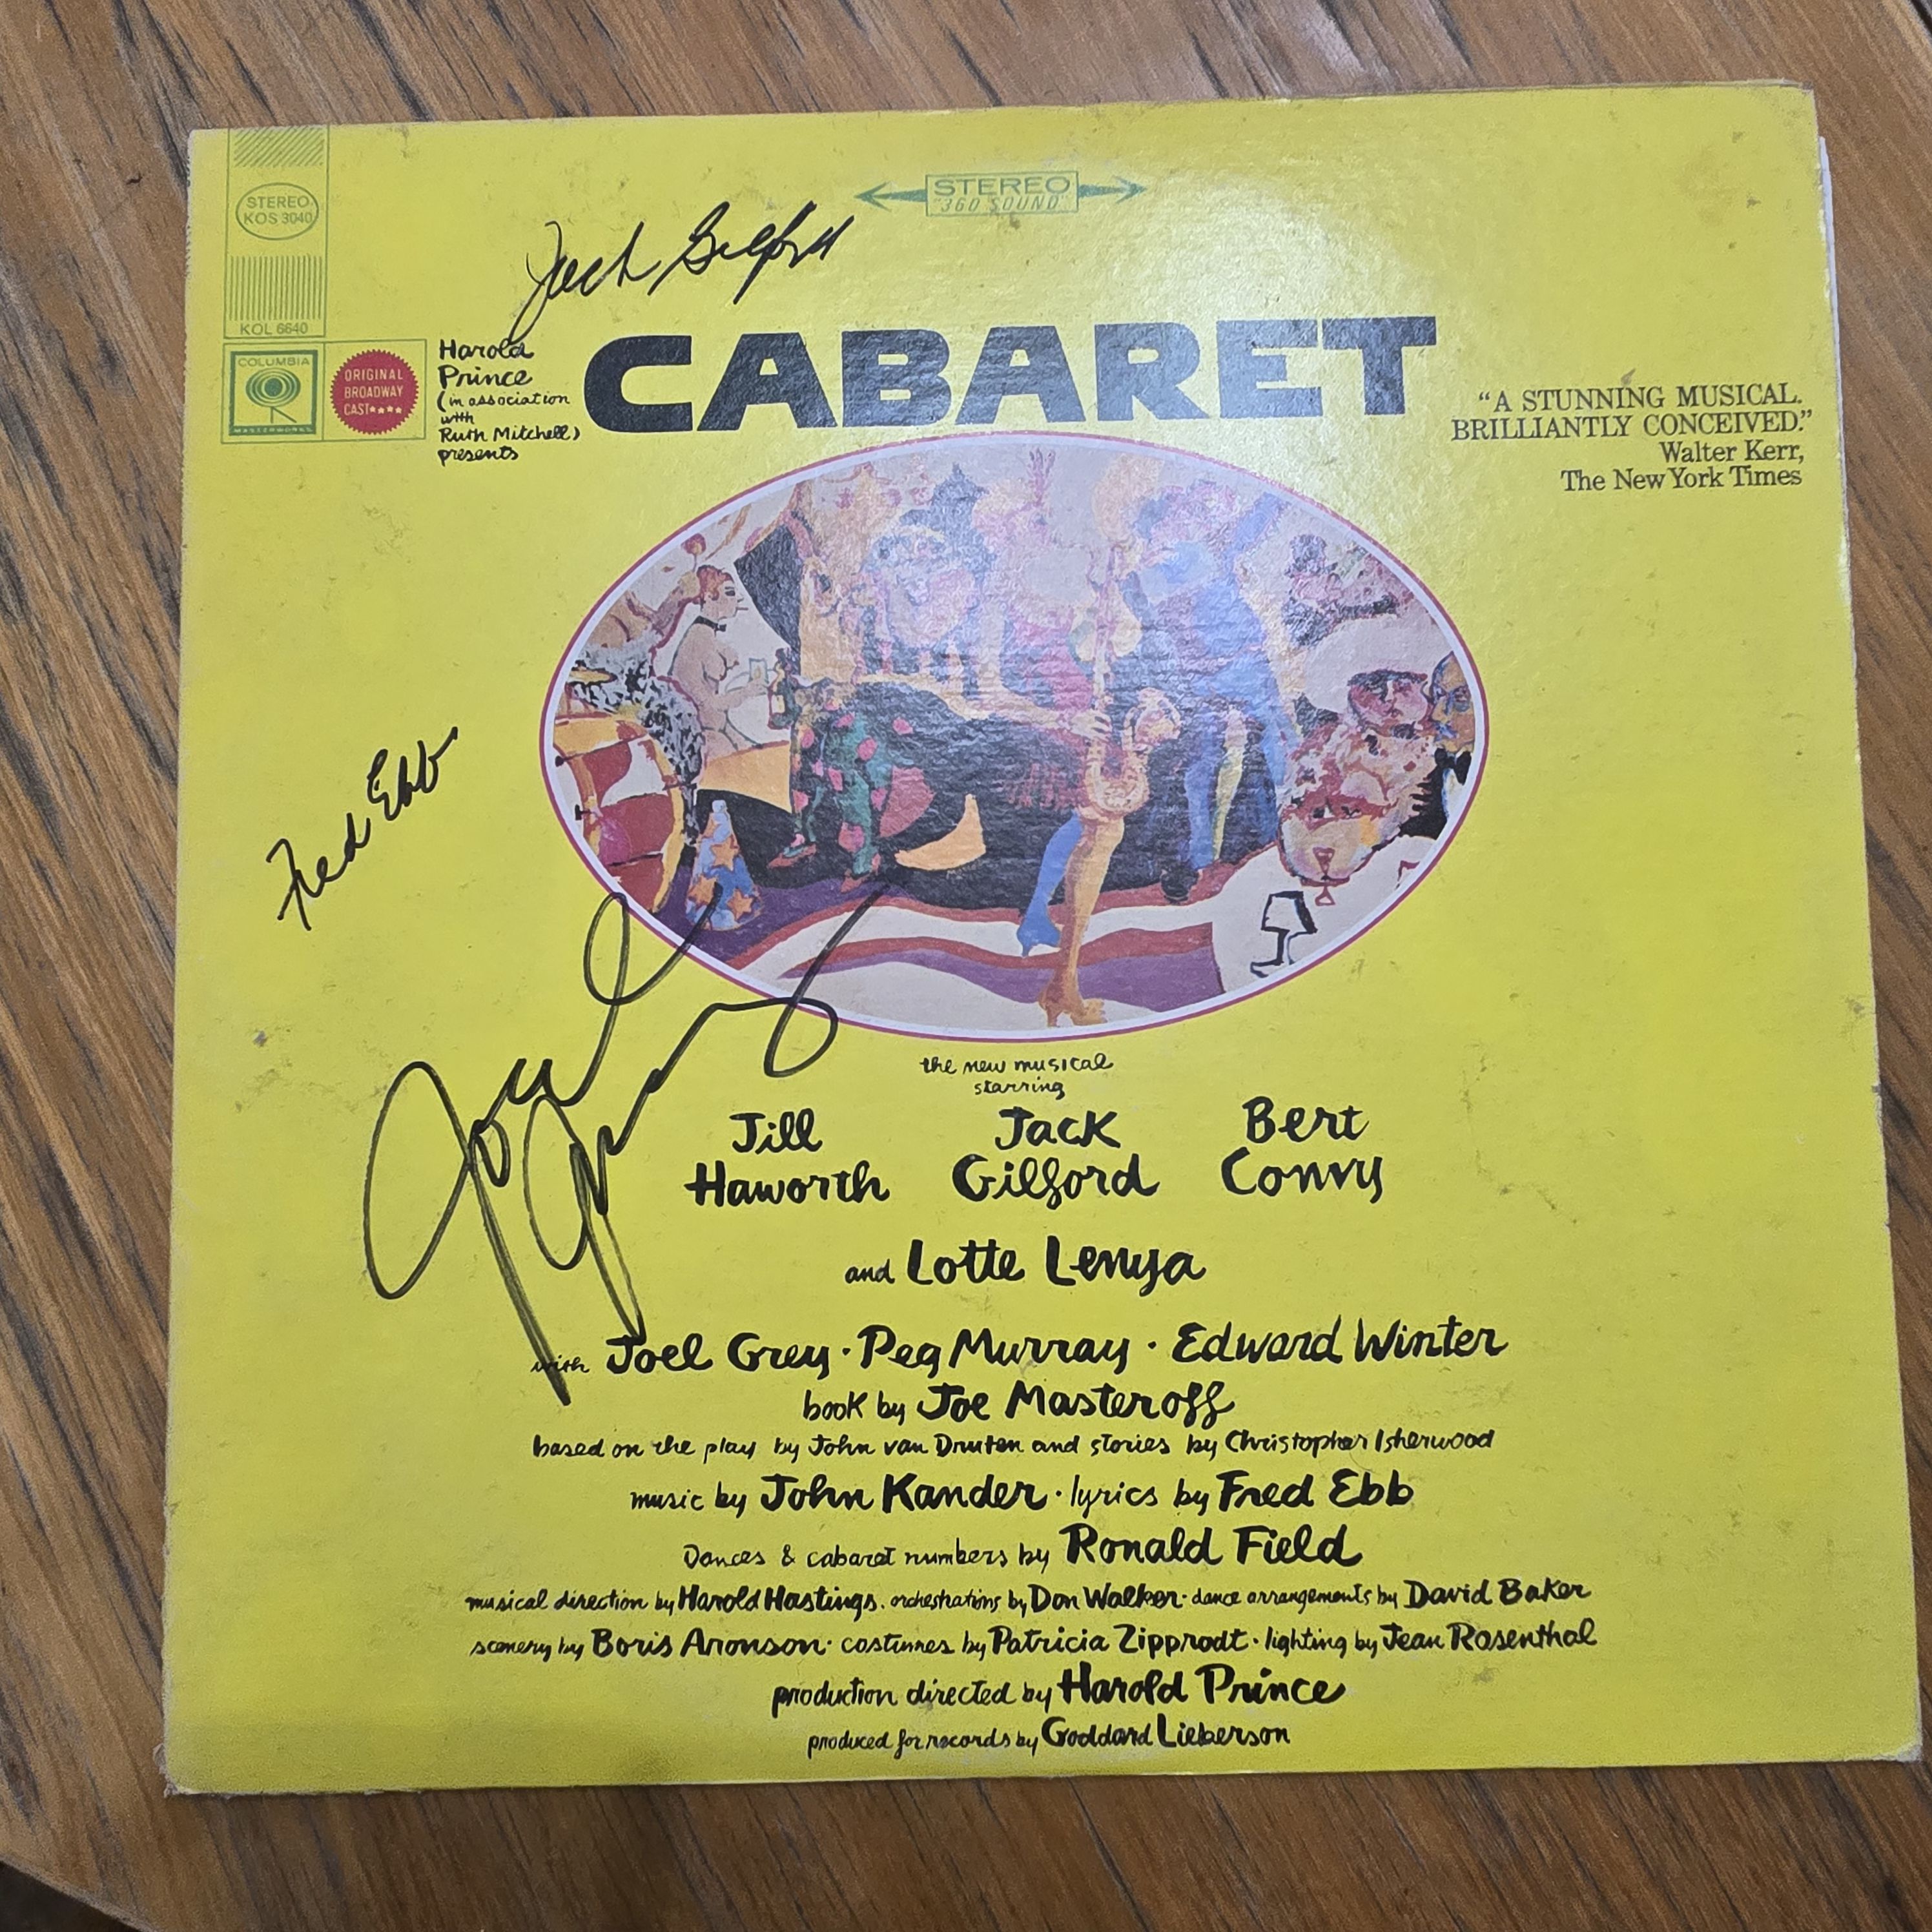 STEREO
"360 SOUND"
STEREO
KOS 3040
KOL 6640
Jack Gilford
COLUMBIA
MASTERWORKS
ORIGINAL
BROADWAY
CAST
Harold
Prince
(in association
with
Ruth Mitchell)
presents
CABARET
"A STUNNING MUSICAL.
BRILLIANTLY CONCEIVED."
Walter Kerr,
The New York Times
Fred Ebb
Joel Grey
the new musical
starring
Jill Jack Bert
Haworth Gilford Convy
and Lotte Lenya
with Joel Grey · Peg Murray · Edward Winter
book by Joe Masteroff
based on the play by John van Druten and stories by Christopher Isherwood
music by John Kander · lyrics by Fred Ebb
Dances & cabaret numbers by Ronald Field
musical direction by Harold Hastings · orchestrations by Don Walker · dance arrangements by David Baker
scenery by Boris Aronson · costumes by Patricia Zipprodt · lighting by Jean Rosenthal
production directed by Harold Prince
produced for records by Goddard Lieberson